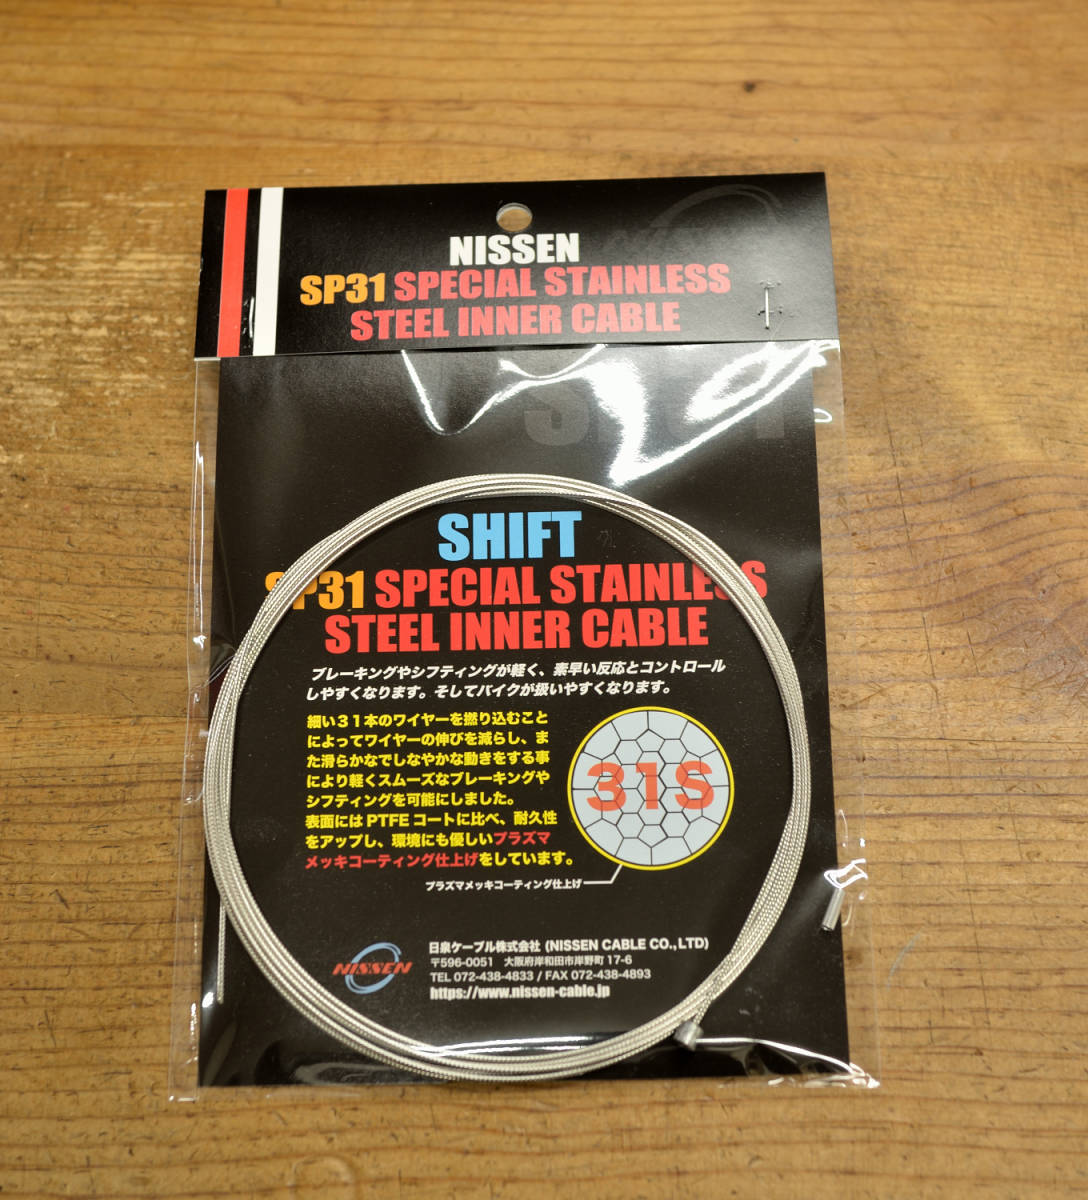 NISSEN
SP31 SPECIAL STAINLESS
STEEL INNER CABLE
SHIFT
SP31 SPECIAL STAINLESS
STEEL INNER CABLE
ブレーキングやシフティングが軽く、素早い反応とコントロール
しやすくなります。そしてバイクが扱いやすくなります。
細い31本のワイヤーを撚り込むこと
によってワイヤーの伸びを減らし、ま
た滑らかなでしなやかな動きをする事
により軽くスムーズなブレーキングや
シフティングを可能にしました。
表面には PTFE コートに比べ、耐久性
をアップし、環境にも優しいプラズマ
メッキコーティング仕上げをしています。
31S
プラズマメッキコーティング仕上げ
NISSEN
日泉ケーブル株式会社 (NISSEN CABLE CO.,LTD)
〒596-0051 大阪府岸和田市岸野町 17-6
TEL 072-438-4833 / FAX 072-438-4893
https://www.nissen-cable.jp